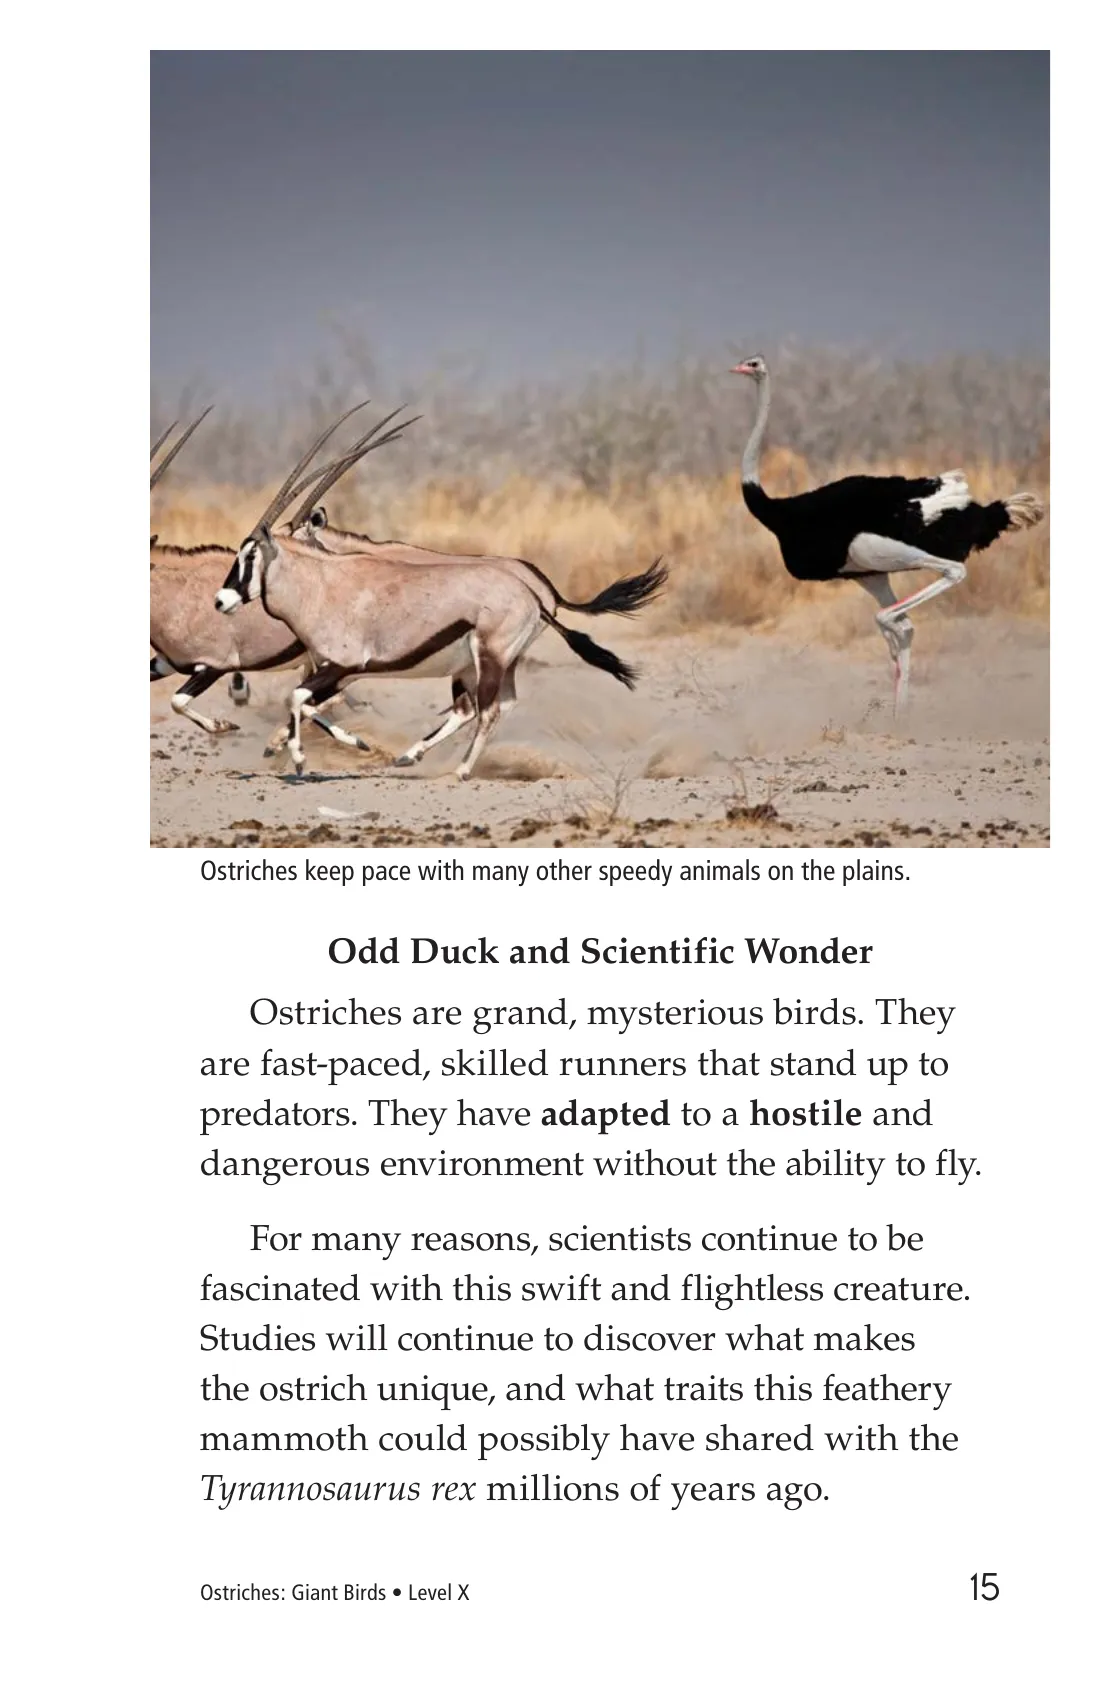 Ostriches keep pace with many other speedy animals on the plains.
Odd Duck and Scientific Wonder
Ostriches are grand, mysterious birds. They
are fast-paced, skilled runners that stand up to
predators. They have adapted to a hostile and
dangerous environment without the ability to fly.
For many reasons, scientists continue to be
fascinated with this swift and flightless creature.
Studies will continue to discover what makes
the ostrich unique, and what traits this feathery
mammoth could possibly have shared with the
Tyrannosaurus rex millions of years ago.
Ostriches: Giant Birds • Level X
15